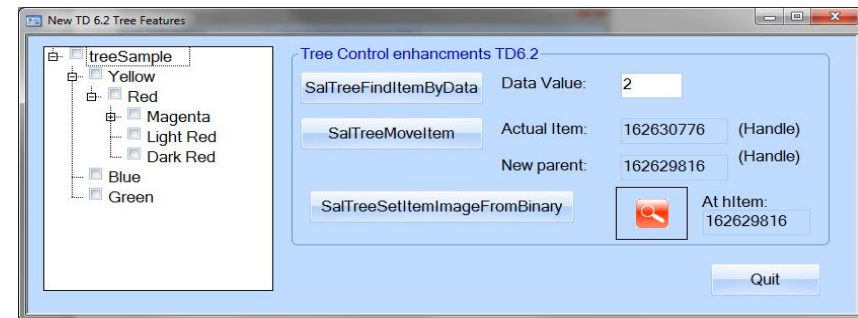 New TD 6.2 Tree Features
treeSample
Yellow
Red
Magenta
Light Red
Dark Red
Blue
Green
Tree Control enhancments TD6.2
SalTreeFindItemByData Data Value: 2
SalTreeMoveItem Actual Item: 162630776 (Handle)
New parent: 162629816 (Handle)
SalTreeSetItemImageFromBinary At hItem:
162629816
Quit